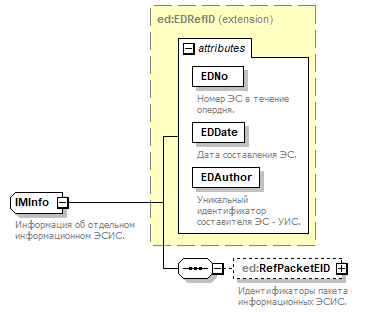 ed:EDRefID (extension)
attributes
EDNo
Номер ЭС в течение
опердня.
EDDate
Дата составления ЭС.
EDAuthor
Уникальный
идентификатор
составителя ЭС - УИС.
IMInfo
Информация об отдельном
информационном ЭСИС.
ed:RefPacketEID
Идентификаторы пакета
информационных ЭСИС.